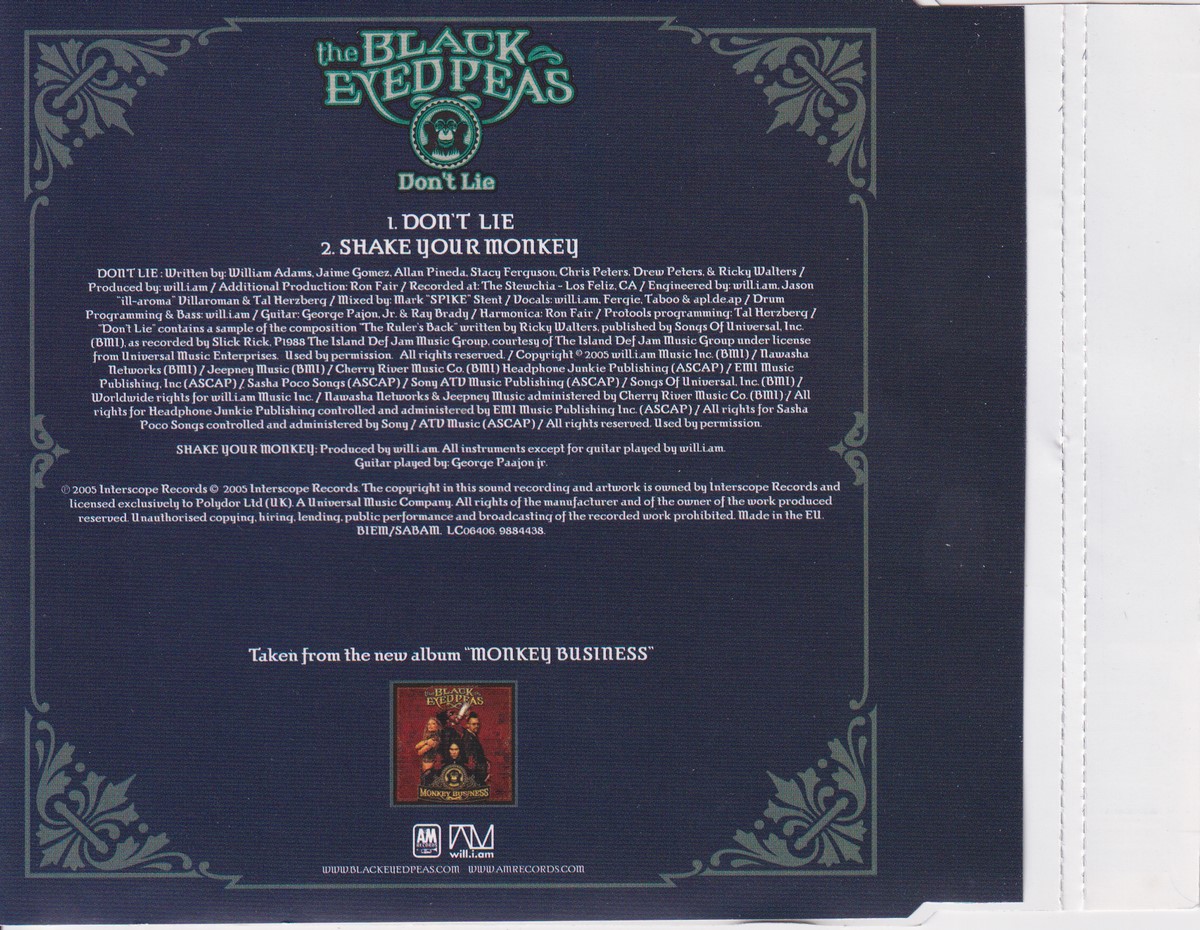 the BLACK
EYED PEAS
Don't Lie
1. DON'T LIE
2. SHAKE YOUR MONKEY
DON'T LIE : Written by: William Adams, Jaime Gomez, Allan Pineda, Stacy Ferguson, Chris Peters, Drew Peters, & Ricky Walters /
Produced by: will.i.am / Additional Production: Ron Fair / Recorded at: The Stewchia - Los Feliz, CA / Engineered by: will.i.am, Jason
"ill-aroma" Villaroman & Tal Herzberg / Mixed by: Mark "SPIKE" Stent / Vocals: will.i.am, Fergie, Taboo & apl.de.ap / Drum
Programming & Bass: will.i.am / Guitar: George Pajon, Jr. & Ray Brady / Harmonica: Ron Fair / Protools programming: Tal Herzberg /
"Don't Lie" contains a sample of the composition "The Ruler's Back" written by Ricky Walters, published by Songs Of Universal, Inc.
(BMI), as recorded by Slick Rick, P1988 The Island Def Jam Music Group, courtesy of The Island Def Jam Music Group under license
from Universal Music Enterprises. Used by permission. All rights reserved. / Copyright © 2005 will.i.am Music Inc. (BMI) / Nawasha
Networks (BMI) / Jeepney Music (BMI) / Cherry River Music Co. (BMI) Headphone Junkie Publishing (ASCAP) / EMI Music
Publishing, Inc (ASCAP) / Sasha Poco Songs (ASCAP) / Sony ATV Music Publishing (ASCAP) / Songs Of Universal, Inc. (BMI) /
Worldwide rights for will.i.am Music Inc. / Nawasha Networks & Jeepney Music administered by Cherry River Music Co. (BMI) / All
rights for Headphone Junkie Publishing controlled and administered by EMI Music Publishing Inc. (ASCAP) / All rights for Sasha
Poco Songs controlled and administered by Sony / ATV Music (ASCAP) / All rights reserved. Used by permission.
SHAKE YOUR MONKEY: Produced by will.i.am. All instruments except for guitar played by will.i.am.
Guitar played by: George Paajon jr.
℗ 2005 Interscope Records © 2005 Interscope Records. The copyright in this sound recording and artwork is owned by Interscope Records and
licensed exclusively to Polydor Ltd (UK). A Universal Music Company. All rights of the manufacturer and of the owner of the work produced
reserved. Unauthorised copying, hiring, lending, public performance and broadcasting of the recorded work prohibited. Made in the EU.
BIEM/SABAM. LC06406. 9884438.
Taken from the new album "MONKEY BUSINESS"
the BLACK
EYED PEAS
MONKEY BUSINESS
AM
RECORDS
will.i.am
WWW.BLACKEYEDPEAS.COM WWW.AMRECORDS.COM